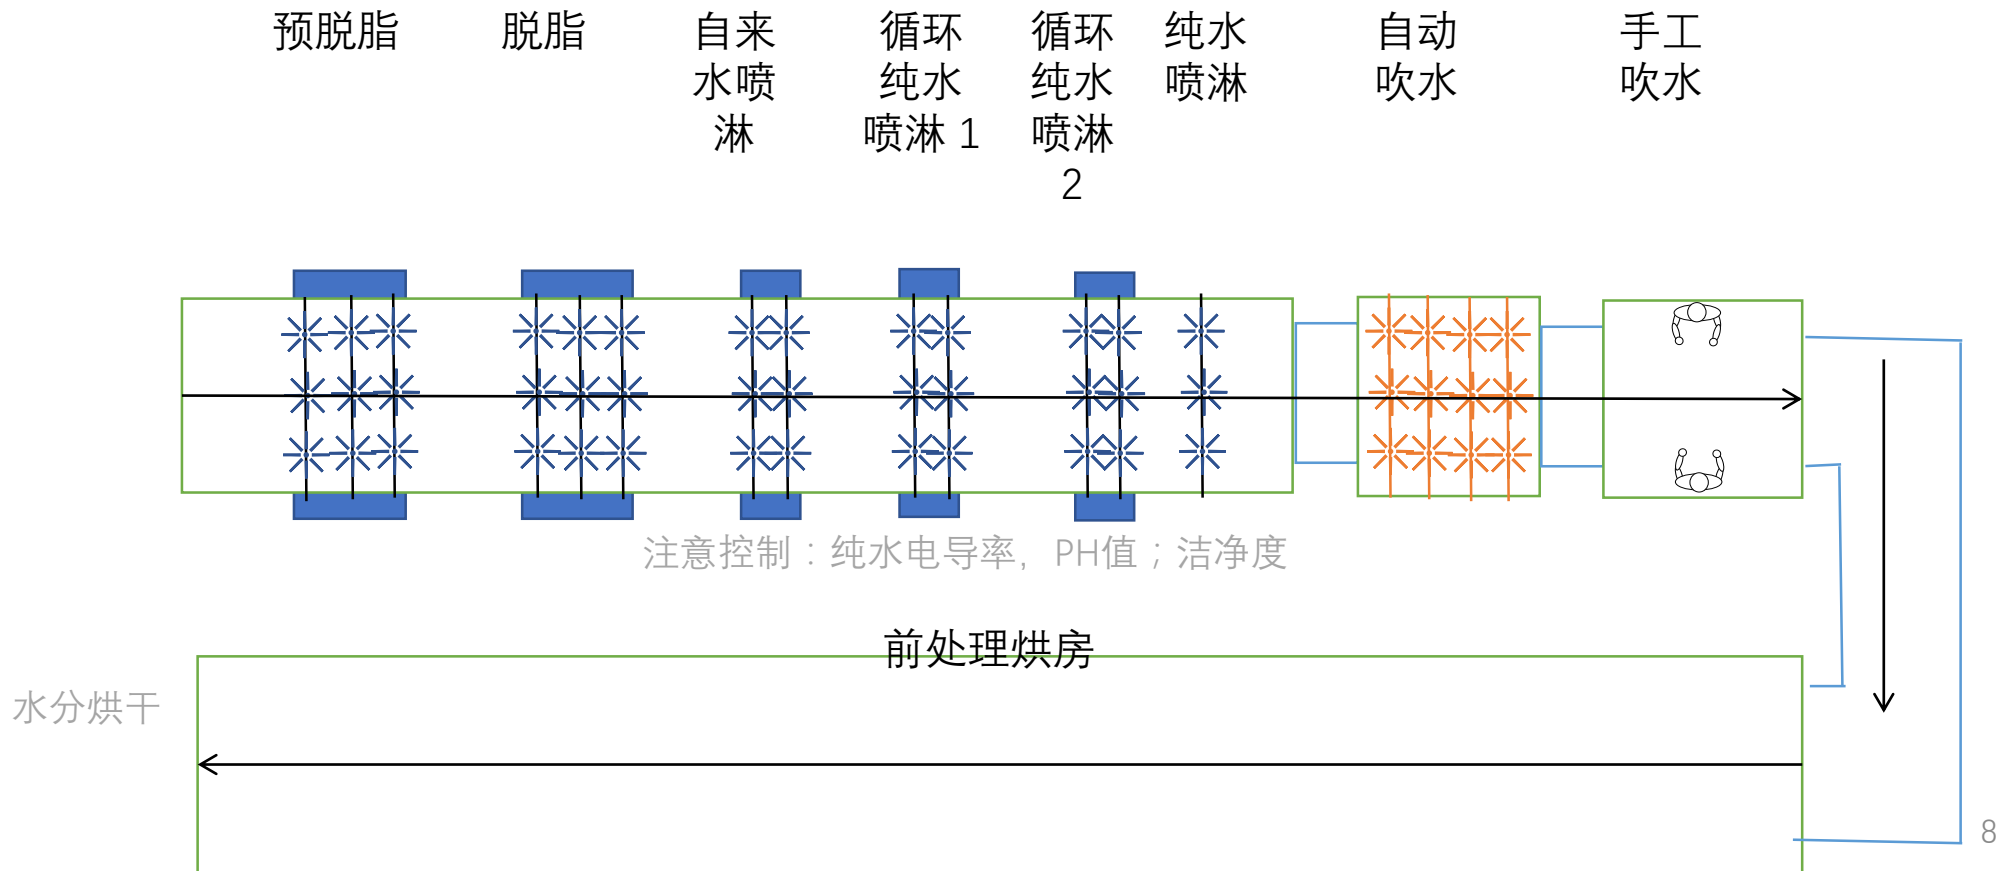 预脱脂
脱脂
自来
水喷
淋
循环
纯水
喷淋 1
循环
纯水
喷淋
2
纯水
喷淋
自动
吹水
手工
吹水
注意控制：纯水电导率，PH值；洁净度
前处理烘房
水分烘干
8